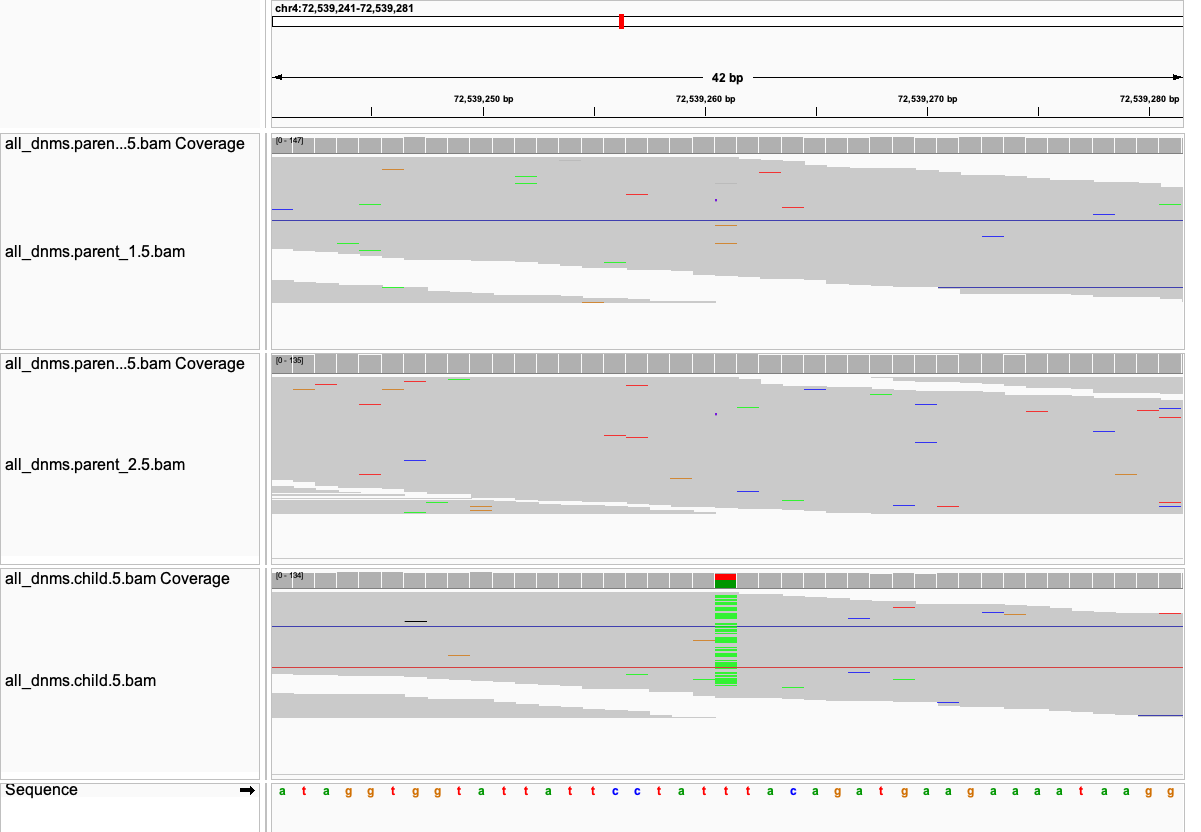 chr4:72,539,241-72,539,281
42 bp
72,539,250 bp 72,539,260 bp 72,539,270 bp 72,539,280 bp
all_dnms.paren...5.bam Coverage
[0 - 147]
all_dnms.parent_1.5.bam
all_dnms.paren...5.bam Coverage
[0 - 135]
all_dnms.parent_2.5.bam
all_dnms.child.5.bam Coverage
[0 - 134]
all_dnms.child.5.bam
Sequence
a t a g g t g g t a t t a t t c c t a t t t a c a g a t g a a g a a a a t a a g g